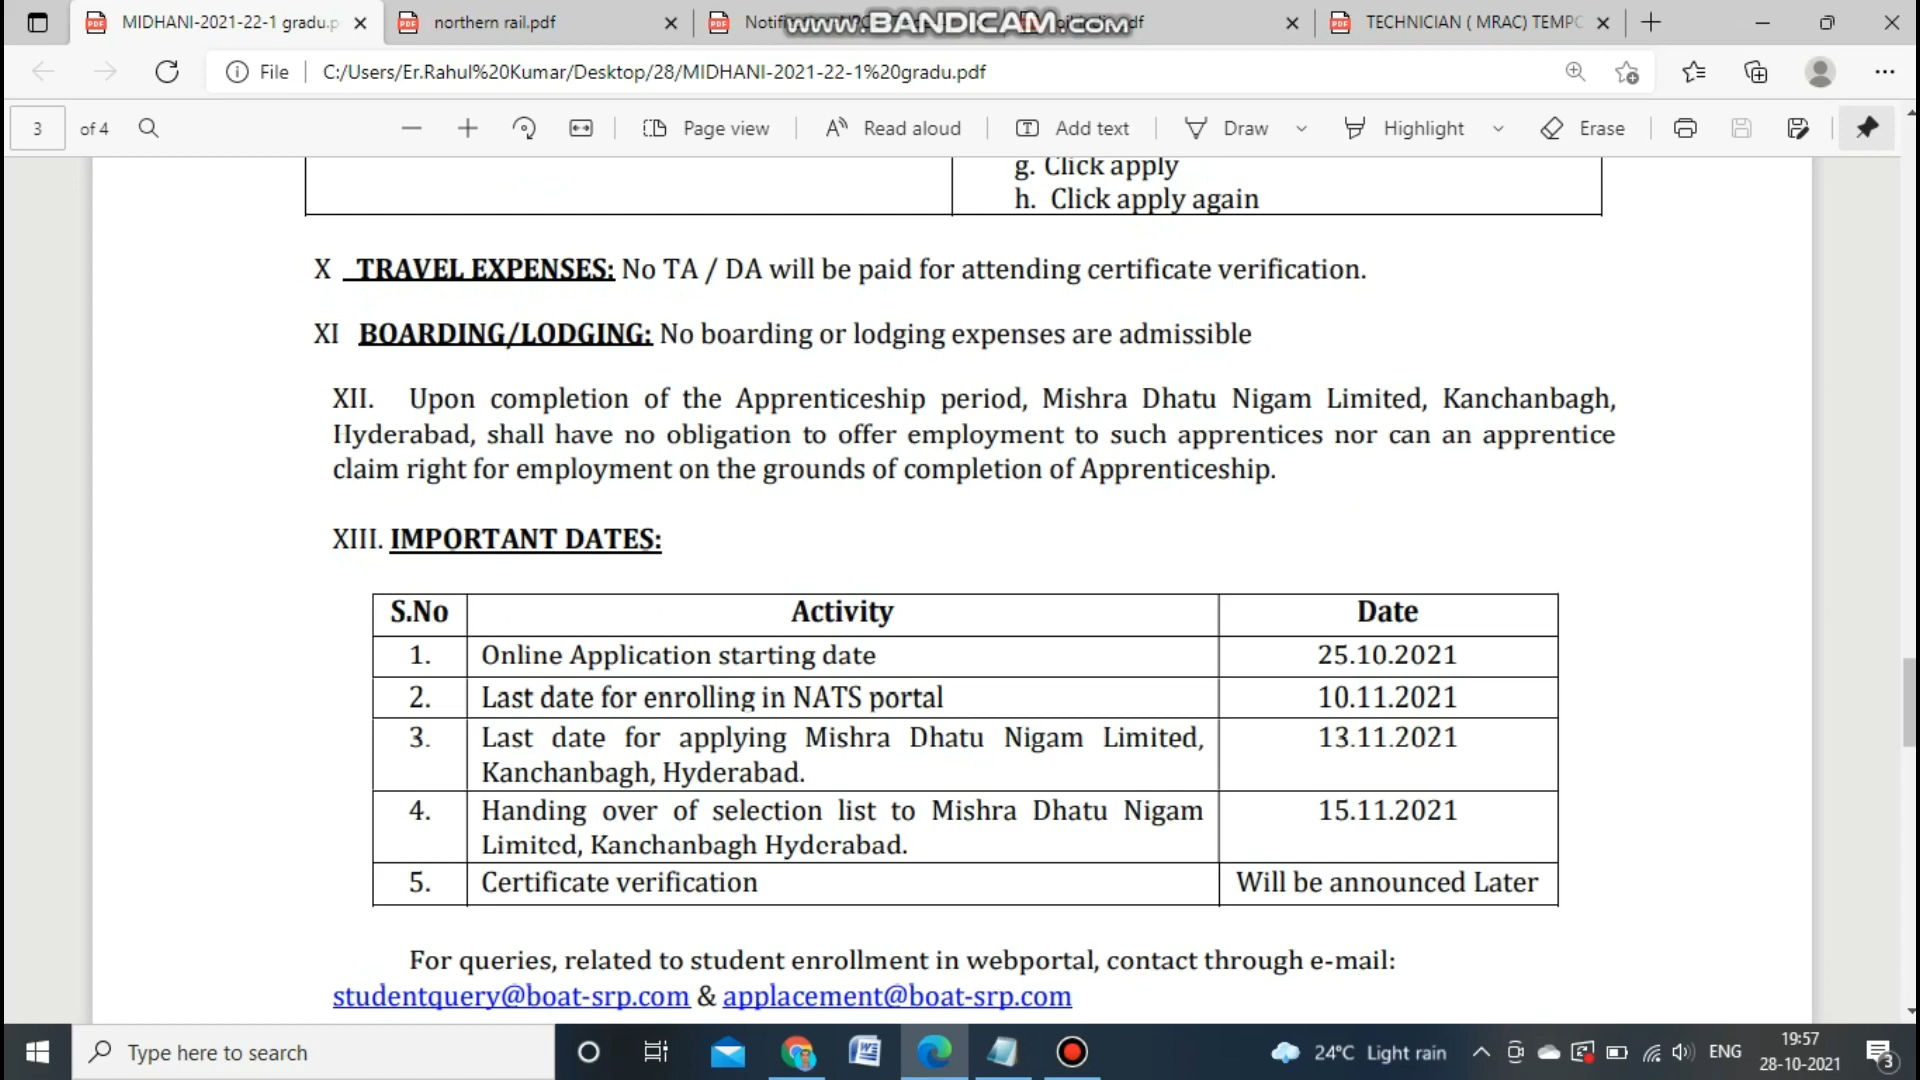 MIDHANI-2021-22-1 gradu.p
northern rail.pdf
www.BANDICAM.com
TECHNICIAN ( MRAC) TEMPO
File
C:/Users/Er.Rahul%20Kumar/Desktop/28/MIDHANI-2021-22-1%20gradu.pdf
3 of 4
Page view
Read aloud
Add text
Draw
Highlight
Erase
g. Click apply
h. Click apply again
X TRAVEL EXPENSES: No TA / DA will be paid for attending certificate verification.
XI BOARDING/LODGING: No boarding or lodging expenses are admissible
XII. Upon completion of the Apprenticeship period, Mishra Dhatu Nigam Limited, Kanchanbagh,
Hyderabad, shall have no obligation to offer employment to such apprentices nor can an apprentice
claim right for employment on the grounds of completion of Apprenticeship.
XIII. IMPORTANT DATES:
S.No Activity Date
1. Online Application starting date 25.10.2021
2. Last date for enrolling in NATS portal 10.11.2021
3. Last date for applying Mishra Dhatu Nigam Limited, 13.11.2021
Kanchanbagh, Hyderabad.
4. Handing over of selection list to Mishra Dhatu Nigam 15.11.2021
Limited, Kanchanbagh Hyderabad.
5. Certificate verification Will be announced Later
For queries, related to student enrollment in webportal, contact through e-mail:
studentquery@boat-srp.com & applacement@boat-srp.com
Type here to search
24°C Light rain
ENG
19:57
28-10-2021
3